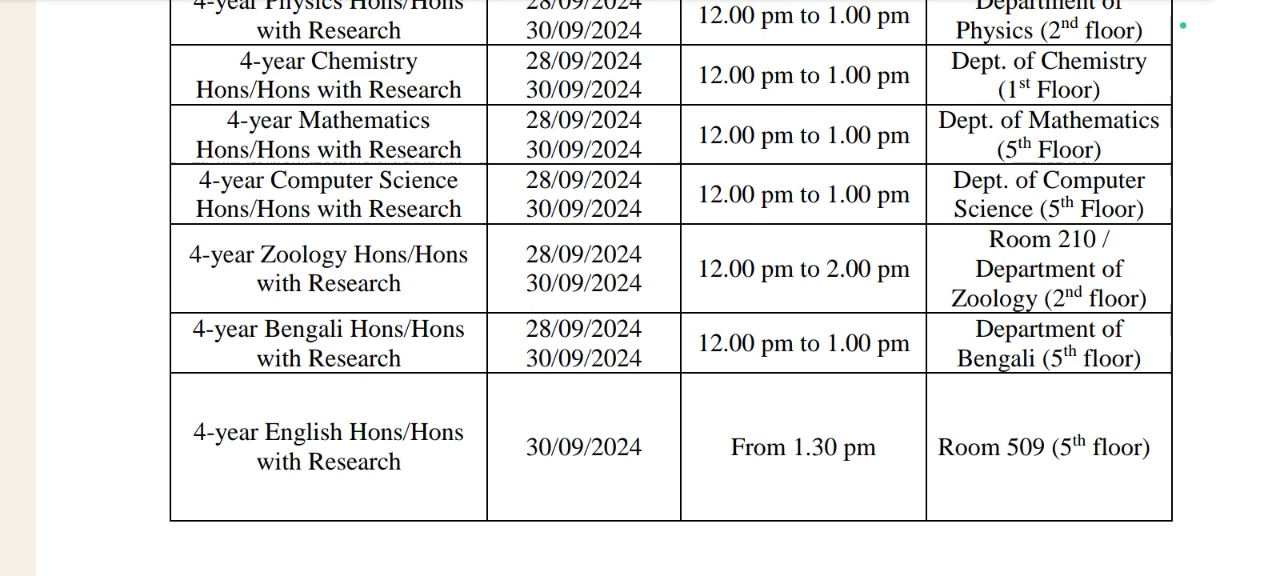 4-year Physics Hons/Hons
with Research
28/09/2024
30/09/2024
12.00 pm to 1.00 pm
Department of
Physics (2nd floor)
4-year Chemistry
Hons/Hons with Research
28/09/2024
30/09/2024
12.00 pm to 1.00 pm
Dept. of Chemistry
(1st Floor)
4-year Mathematics
Hons/Hons with Research
28/09/2024
30/09/2024
12.00 pm to 1.00 pm
Dept. of Mathematics
(5th Floor)
4-year Computer Science
Hons/Hons with Research
28/09/2024
30/09/2024
12.00 pm to 1.00 pm
Dept. of Computer
Science (5th Floor)
4-year Zoology Hons/Hons
with Research
28/09/2024
30/09/2024
12.00 pm to 2.00 pm
Room 210 /
Department of
Zoology (2nd floor)
4-year Bengali Hons/Hons
with Research
28/09/2024
30/09/2024
12.00 pm to 1.00 pm
Department of
Bengali (5th floor)
4-year English Hons/Hons
with Research
30/09/2024
From 1.30 pm
Room 509 (5th floor)